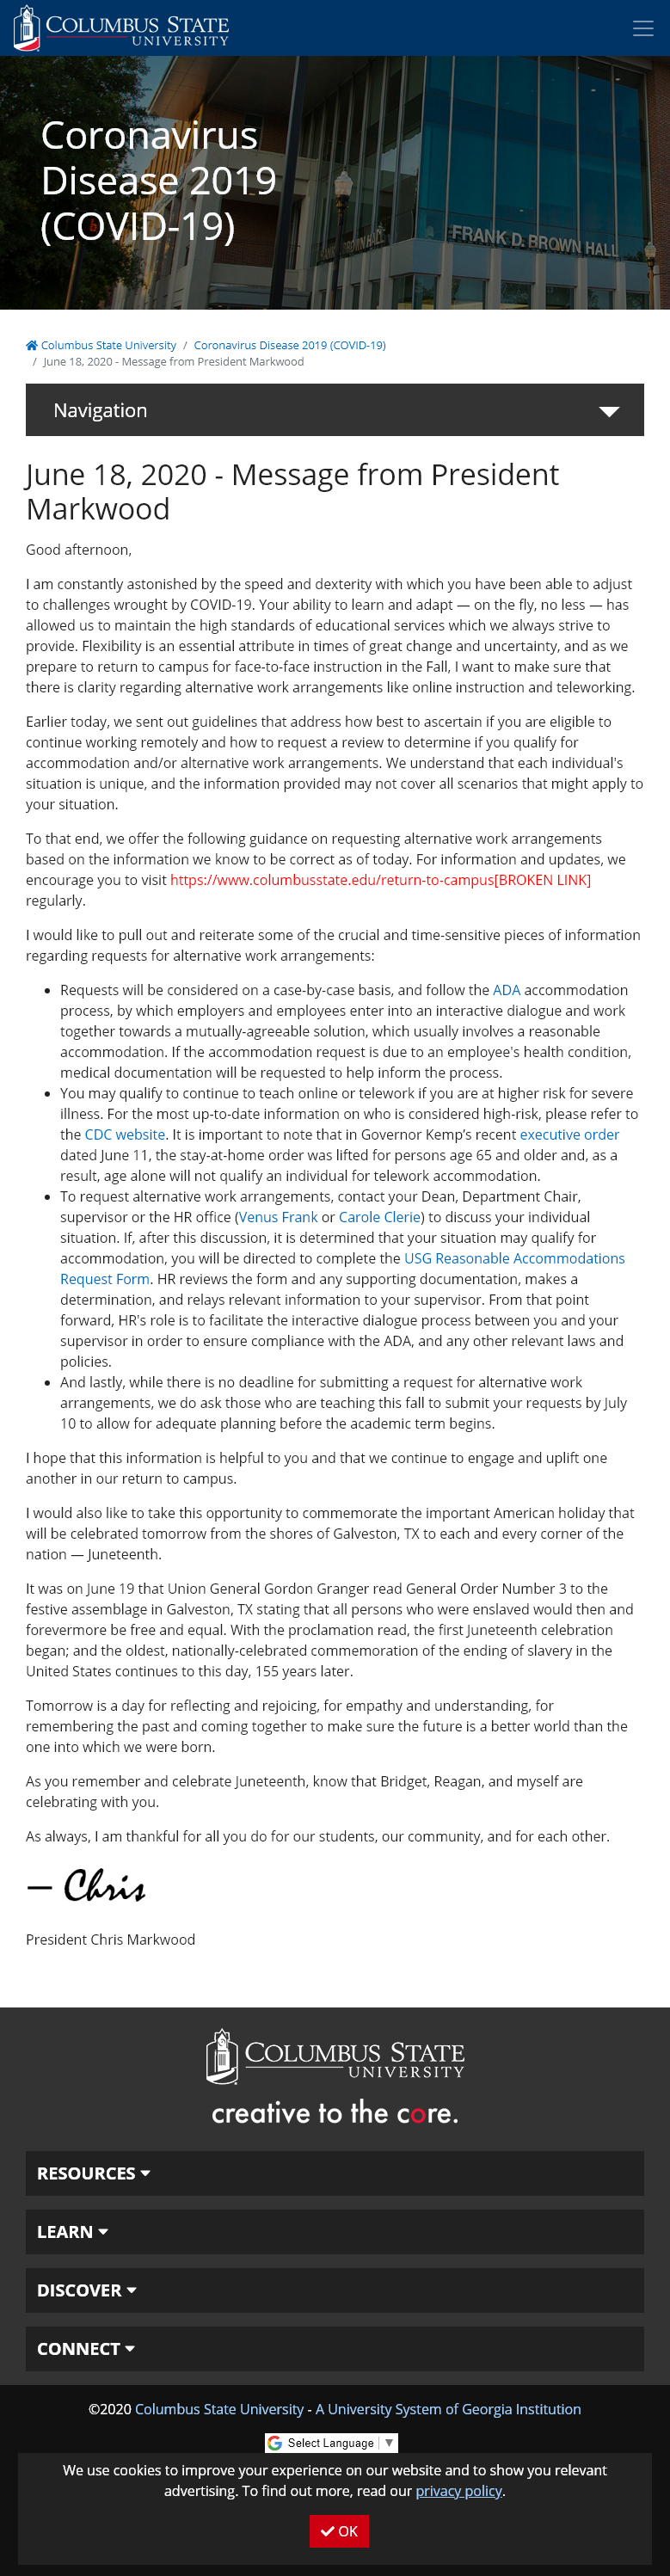 COLUMBUS STATE
UNIVERSITY
Coronavirus
Disease 2019
(COVID-19)
FRANK D. BROWN HALL
Columbus State University / Coronavirus Disease 2019 (COVID-19)
/ June 18, 2020 - Message from President Markwood
Navigation
June 18, 2020 - Message from President
Markwood
Good afternoon,
I am constantly astonished by the speed and dexterity with which you have been able to adjust
to challenges wrought by COVID-19. Your ability to learn and adapt — on the fly, no less — has
allowed us to maintain the high standards of educational services which we always strive to
provide. Flexibility is an essential attribute in times of great change and uncertainty, and as we
prepare to return to campus for face-to-face instruction in the Fall, I want to make sure that
there is clarity regarding alternative work arrangements like online instruction and teleworking.
Earlier today, we sent out guidelines that address how best to ascertain if you are eligible to
continue working remotely and how to request a review to determine if you qualify for
accommodation and/or alternative work arrangements. We understand that each individual's
situation is unique, and the information provided may not cover all scenarios that might apply to
your situation.
To that end, we offer the following guidance on requesting alternative work arrangements
based on the information we know to be correct as of today. For information and updates, we
encourage you to visit https://www.columbusstate.edu/return-to-campus[BROKEN LINK]
regularly.
I would like to pull out and reiterate some of the crucial and time-sensitive pieces of information
regarding requests for alternative work arrangements:
• Requests will be considered on a case-by-case basis, and follow the ADA accommodation
process, by which employers and employees enter into an interactive dialogue and work
together towards a mutually-agreeable solution, which usually involves a reasonable
accommodation. If the accommodation request is due to an employee's health condition,
medical documentation will be requested to help inform the process.
• You may qualify to continue to teach online or telework if you are at higher risk for severe
illness. For the most up-to-date information on who is considered high-risk, please refer to
the CDC website. It is important to note that in Governor Kemp’s recent executive order
dated June 11, the stay-at-home order was lifted for persons age 65 and older and, as a
result, age alone will not qualify an individual for telework accommodation.
• To request alternative work arrangements, contact your Dean, Department Chair,
supervisor or the HR office (Venus Frank or Carole Clerie) to discuss your individual
situation. If, after this discussion, it is determined that your situation may qualify for
accommodation, you will be directed to complete the USG Reasonable Accommodations
Request Form. HR reviews the form and any supporting documentation, makes a
determination, and relays relevant information to your supervisor. From that point
forward, HR's role is to facilitate the interactive dialogue process between you and your
supervisor in order to ensure compliance with the ADA, and any other relevant laws and
policies.
• And lastly, while there is no deadline for submitting a request for alternative work
arrangements, we do ask those who are teaching this fall to submit your requests by July
10 to allow for adequate planning before the academic term begins.
I hope that this information is helpful to you and that we continue to engage and uplift one
another in our return to campus.
I would also like to take this opportunity to commemorate the important American holiday that
will be celebrated tomorrow from the shores of Galveston, TX to each and every corner of the
nation — Juneteenth.
It was on June 19 that Union General Gordon Granger read General Order Number 3 to the
festive assemblage in Galveston, TX stating that all persons who were enslaved would then and
forevermore be free and equal. With the proclamation read, the first Juneteenth celebration
began; and the oldest, nationally-celebrated commemoration of the ending of slavery in the
United States continues to this day, 155 years later.
Tomorrow is a day for reflecting and rejoicing, for empathy and understanding, for
remembering the past and coming together to make sure the future is a better world than the
one into which we were born.
As you remember and celebrate Juneteenth, know that Bridget, Reagan, and myself are
celebrating with you.
As always, I am thankful for all you do for our students, our community, and for each other.
— Chris
President Chris Markwood
COLUMBUS STATE
UNIVERSITY
creative to the core.
RESOURCES
LEARN
DISCOVER
CONNECT
©2020 Columbus State University - A University System of Georgia Institution
Select Language ▼
We use cookies to improve your experience on our website and to show you relevant
advertising. To find out more, read our privacy policy.
OK